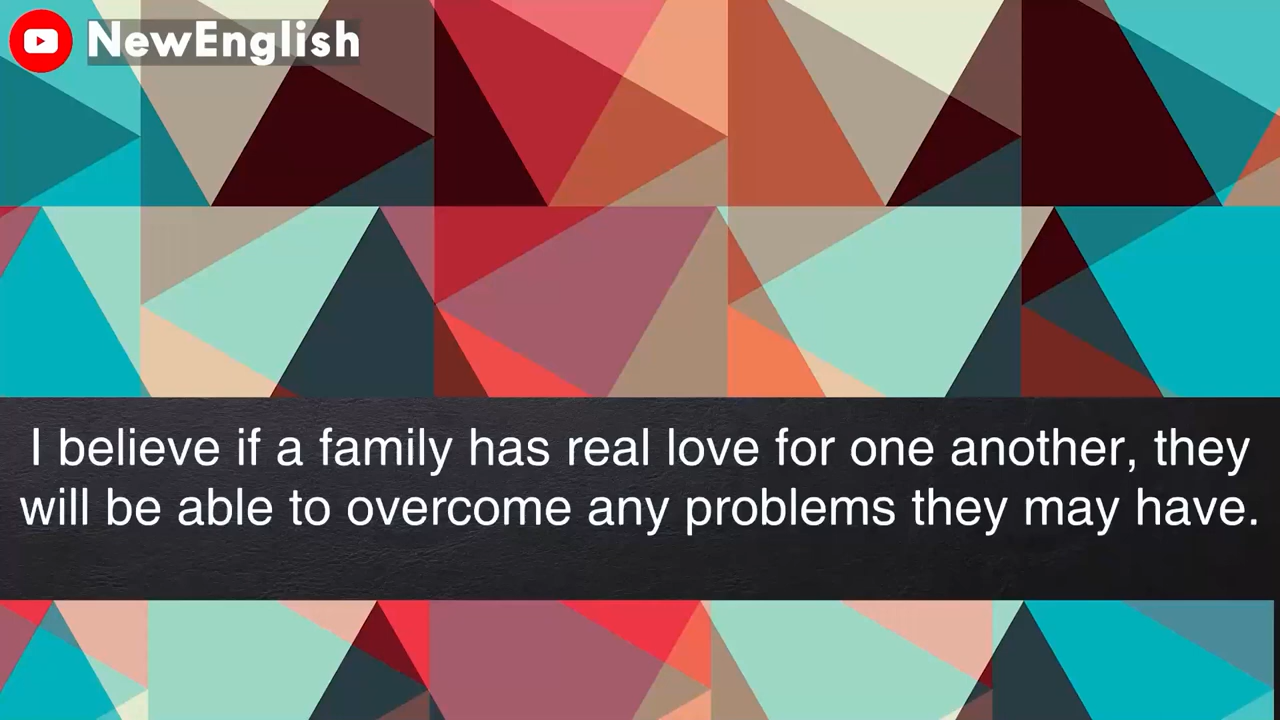 NewEnglish
I believe if a family has real love for one another, they
will be able to overcome any problems they may have.